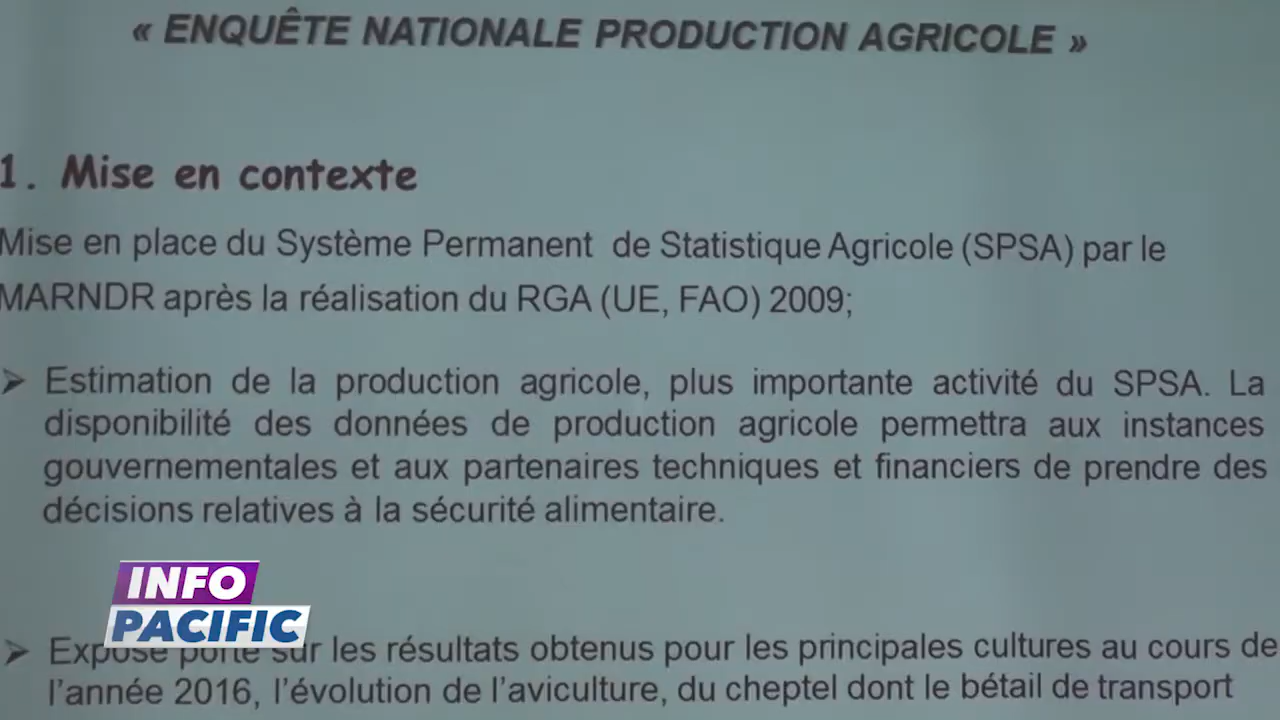 « ENQUÊTE NATIONALE PRODUCTION AGRICOLE »
1. Mise en contexte
Mise en place du Système Permanent de Statistique Agricole (SPSA) par le
MARNDR après la réalisation du RGA (UE, FAO) 2009;
➢ Estimation de la production agricole, plus importante activité du SPSA. La
disponibilité des données de production agricole permettra aux instances
gouvernementales et aux partenaires techniques et financiers de prendre des
décisions relatives à la sécurité alimentaire.
INFO
PACIFIC
➢ Exposé porte sur les résultats obtenus pour les principales cultures au cours de
l'année 2016, l'évolution de l'aviculture, du cheptel dont le bétail de transport